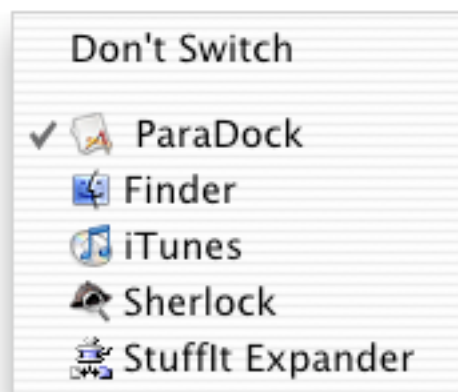 Don't Switch
ParaDock
Finder
iTunes
Sherlock
StuffIt Expander